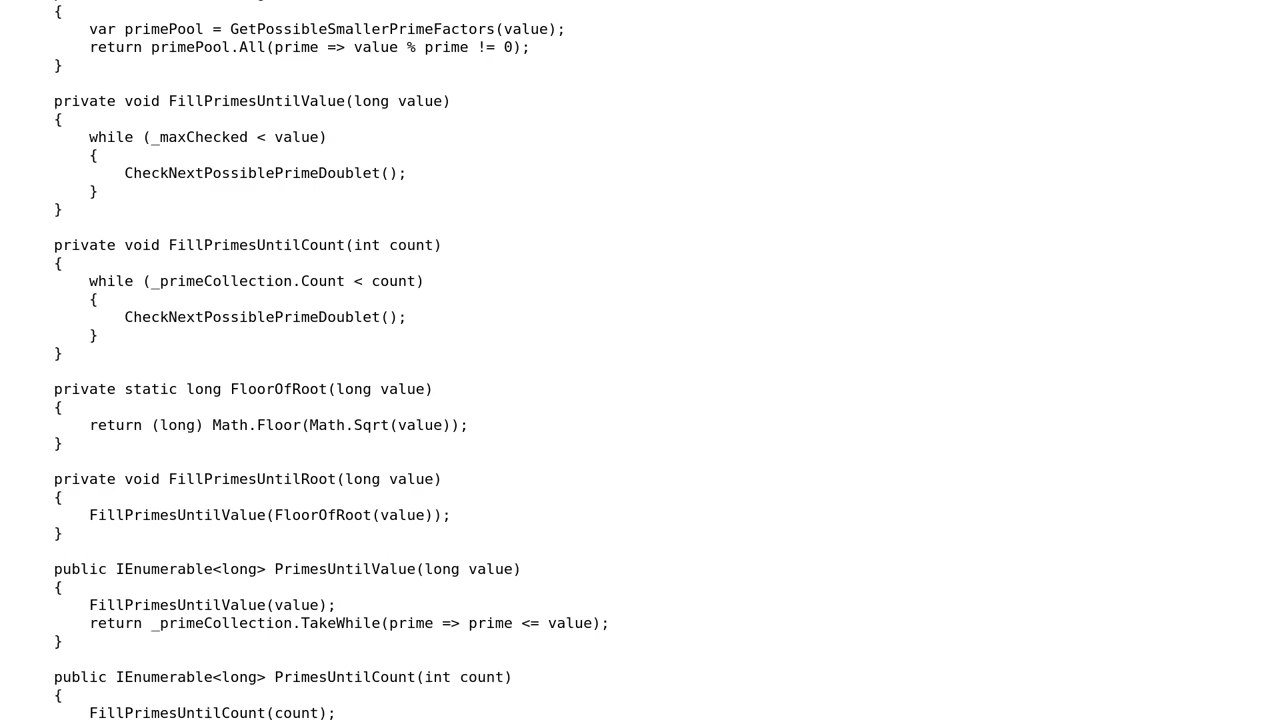 {
    var primePool = GetPossibleSmallerPrimeFactors(value);
    return primePool.All(prime => value % prime != 0);
}

private void FillPrimesUntilValue(long value)
{
    while (_maxChecked < value)
    {
        CheckNextPossiblePrimeDoublet();
    }
}

private void FillPrimesUntilCount(int count)
{
    while (_primeCollection.Count < count)
    {
        CheckNextPossiblePrimeDoublet();
    }
}

private static long FloorOfRoot(long value)
{
    return (long) Math.Floor(Math.Sqrt(value));
}

private void FillPrimesUntilRoot(long value)
{
    FillPrimesUntilValue(FloorOfRoot(value));
}

public IEnumerable<long> PrimesUntilValue(long value)
{
    FillPrimesUntilValue(value);
    return _primeCollection.TakeWhile(prime => prime <= value);
}

public IEnumerable<long> PrimesUntilCount(int count)
{
    FillPrimesUntilCount(count);